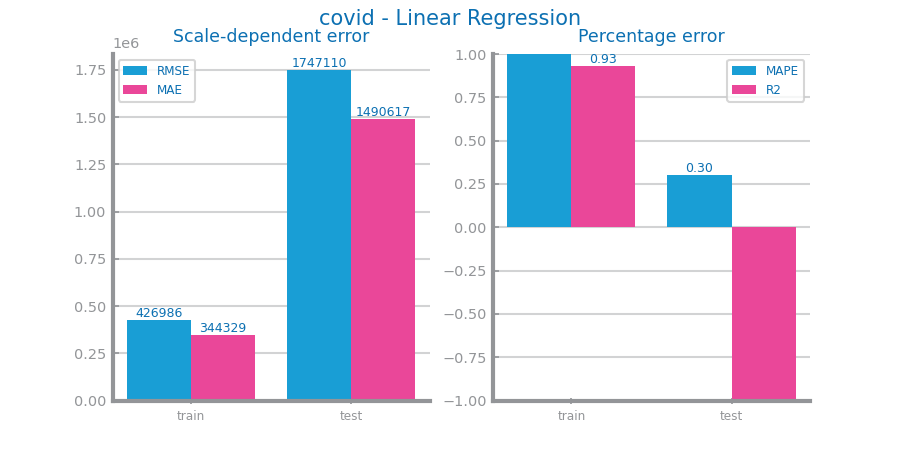 covid - Linear Regression
Scale-dependent error
1e6
1.75
1.50
1.25
1.00
0.75
0.50
0.25
0.00
RMSE
MAE
426986
344329
1747110
1490617
train
test
Percentage error
1.00
0.75
0.50
0.25
0.00
−0.25
−0.50
−0.75
−1.00
MAPE
R2
0.93
0.30
train
test